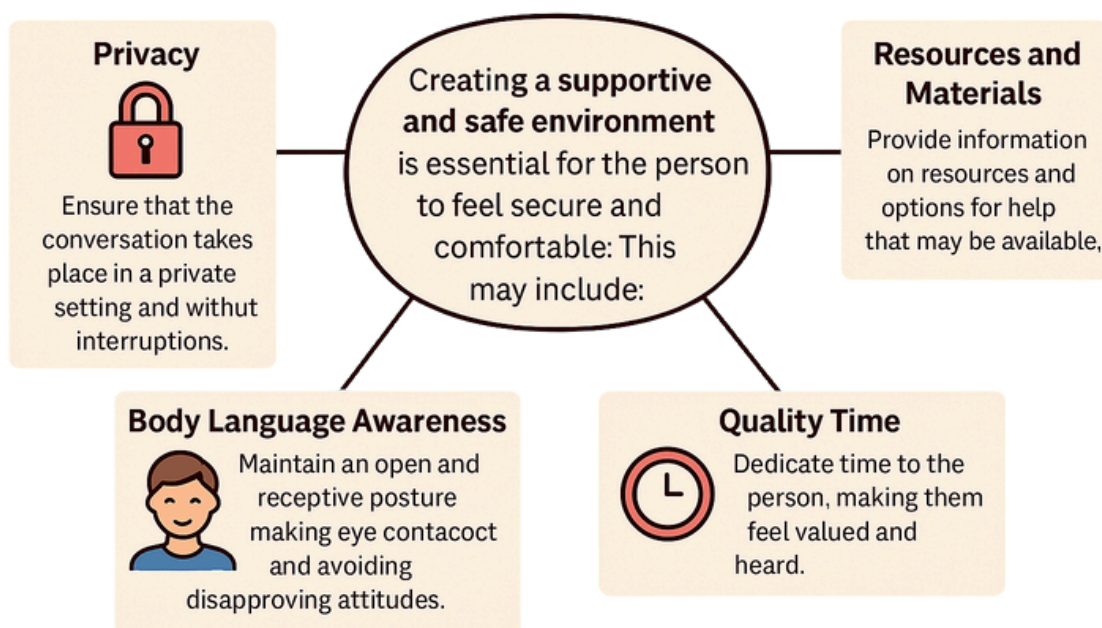 Privacy
Ensure that the
conversation takes
place in a private
setting and withut
interruptions.
Creating a supportive
and safe environment
is essential for the person
to feel secure and
comfortable: This
may include:
Resources and
Materials
Provide information
on resources and
options for help
that may be available,
Body Language Awareness
Maintain an open and
receptive posture
making eye contacoct
and avoiding
disapproving attitudes.
Quality Time
Dedicate time to the
person, making them
feel valued and
heard.